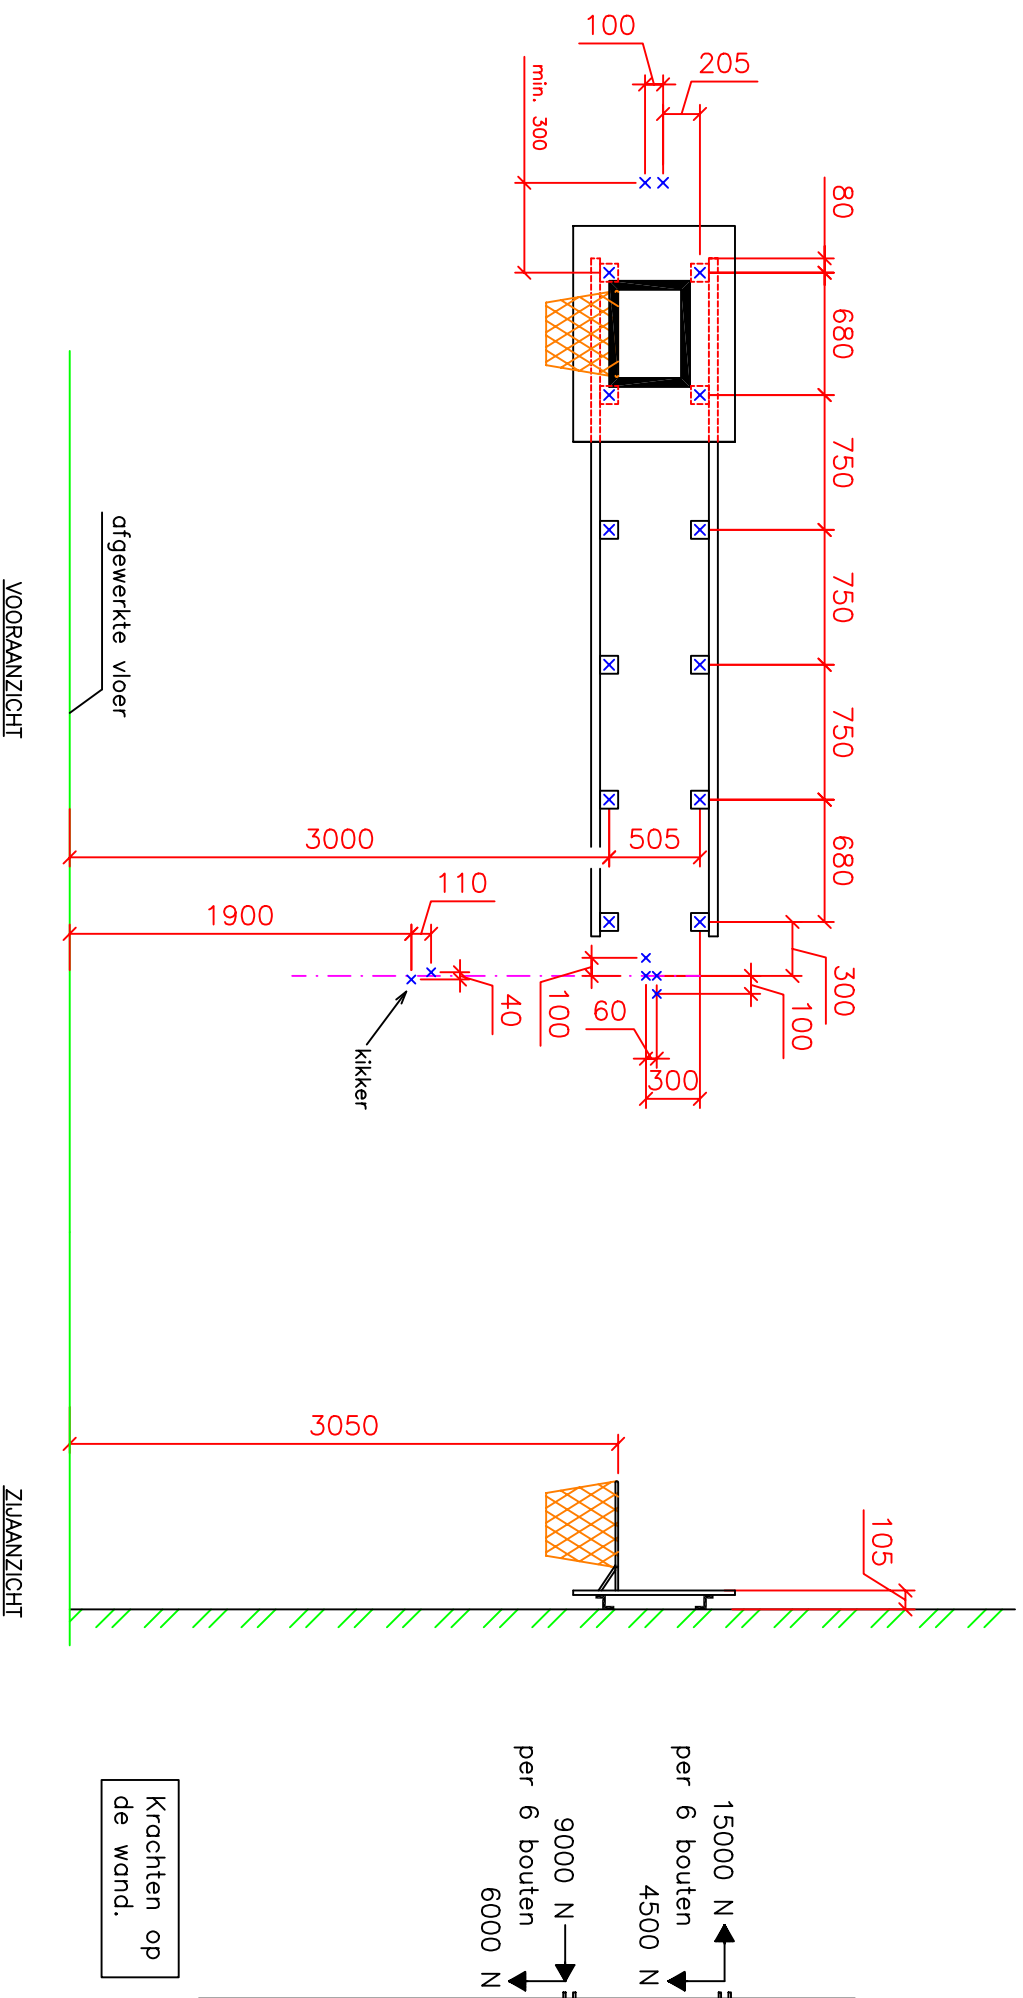 100
205
min. 300
80
680
750
750
750
680
3000
505
110
1900
40
100
60
300
100
300
kikker
afgewerkte vloer
VOORAANZICHT
3050
105
ZIJAANZICHT
15000 N
per 6 bouten
4500 N
9000 N
per 6 bouten
6000 N
Krachten op
de wand.